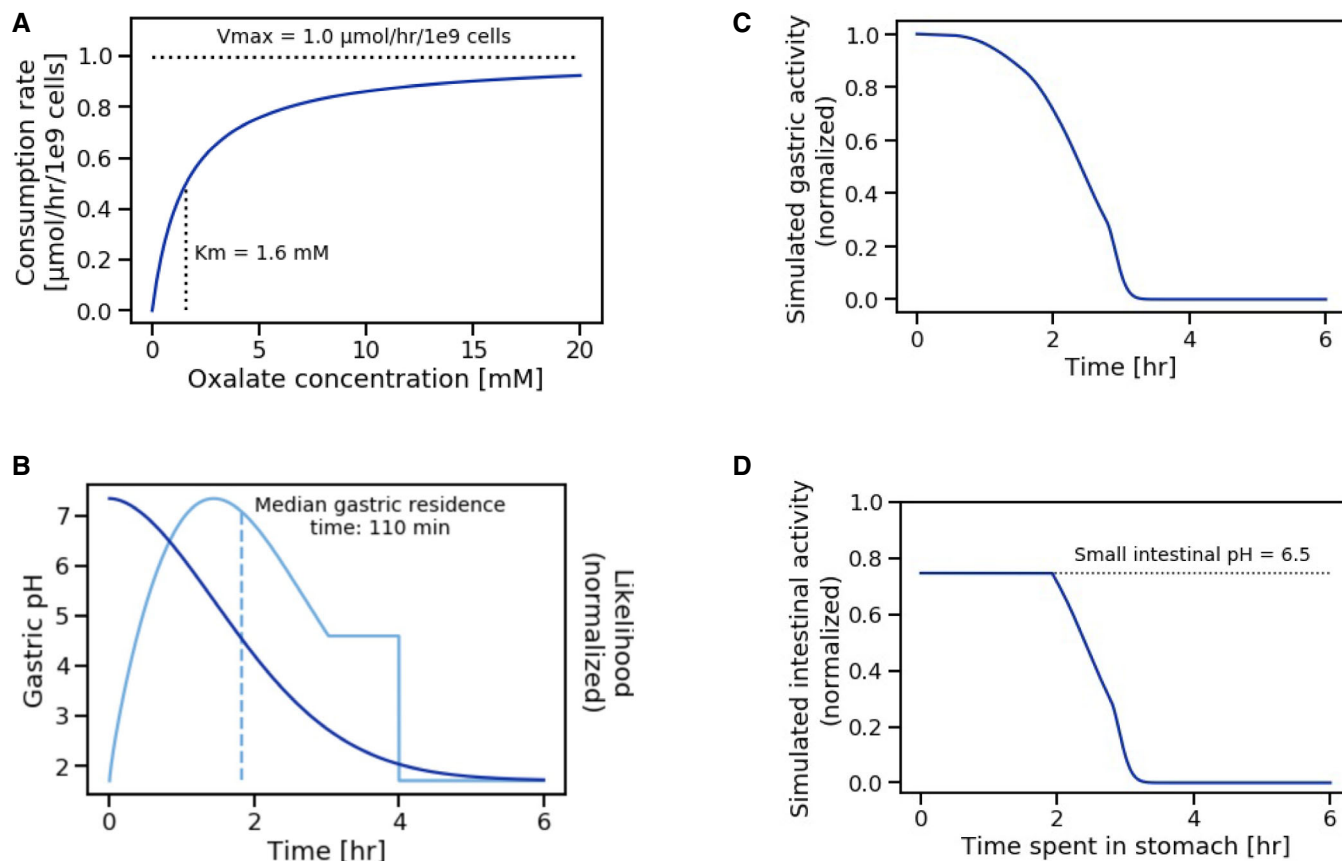 A
Vmax = 1.0 μmol/hr/1e9 cells
Consumption rate
[μmol/hr/1e9 cells]
1.0
0.8
0.6
0.4
0.2
0.0
Km = 1.6 mM
0 5 10 15 20
Oxalate concentration [mM]
C
Simulated gastric activity
(normalized)
1.0
0.8
0.6
0.4
0.2
0.0
0 2 4 6
Time [hr]
B
Gastric pH
7
6
5
4
3
2
Median gastric residence
time: 110 min
Likelihood
(normalized)
0 2 4 6
Time [hr]
D
Simulated intestinal activity
(normalized)
1.0
0.8
0.6
0.4
0.2
0.0
Small intestinal pH = 6.5
0 2 4 6
Time spent in stomach [hr]